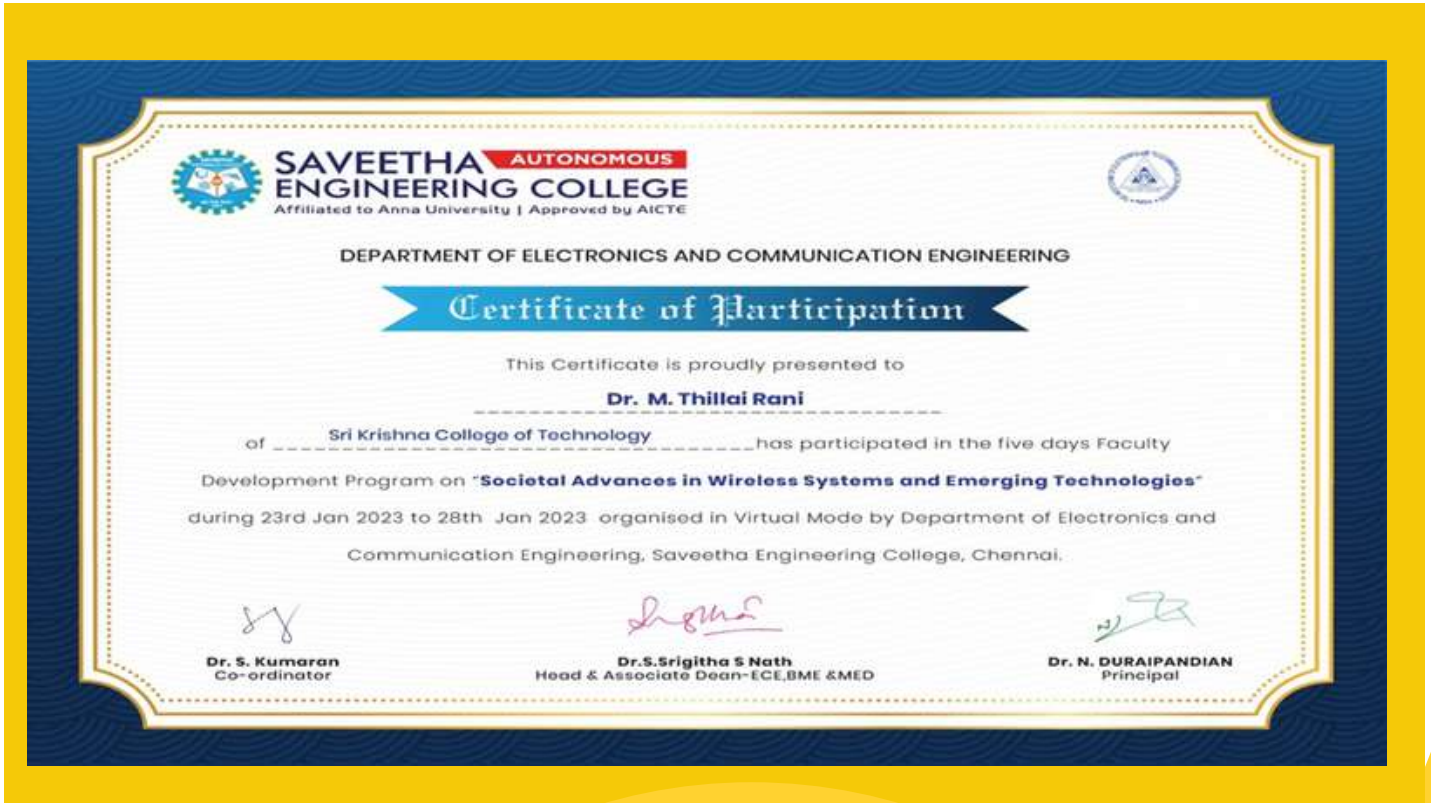 SAVEETHA AUTONOMOUS
ENGINEERING COLLEGE
Affiliated to Anna University | Approved by AICTE
DEPARTMENT OF ELECTRONICS AND COMMUNICATION ENGINEERING
Certificate of Participation
This Certificate is proudly presented to
Dr. M. Thillai Rani
of Sri Krishna College of Technology has participated in the five days Faculty
Development Program on "Societal Advances in Wireless Systems and Emerging Technologies"
during 23rd Jan 2023 to 28th Jan 2023 organised in Virtual Mode by Department of Electronics and
Communication Engineering, Saveetha Engineering College, Chennai.
Dr. S. Kumaran
Co-ordinator
Dr.S.Srigitha S Nath
Head & Associate Dean-ECE,BME &MED
Dr. N. DURAIPANDIAN
Principal